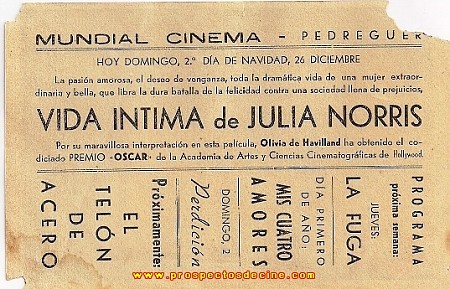 MUNDIAL CINEMA - PEDREGUER
HOY DOMINGO, 2.º DÍA DE NAVIDAD, 26 DICIEMBRE
La pasión amorosa, el deseo de venganza, toda la dramática vida de una mujer extraor-
dinaria y bella, que libra la dura batalla de la felicidad contra una sociedad llena de prejuicios,
VIDA INTIMA de JULIA NORRIS
Por su maravillosa interpretación en esta película, Olivia de Havilland ha obtenido el co-
diciado PREMIO «OSCAR» de la Academia de Artes y Ciencias Cinematográficas de Hollywood.
PROGRAMA
próxima semana:
JUEVES:
LA FUGA
DIA PRIMERO
DE AÑO:
MIS CUATRO
AMORES
DOMINGO, 2
Perdición
Próximamente:
EL
TELÓN
DE
ACERO
www.prospectosdecine.com